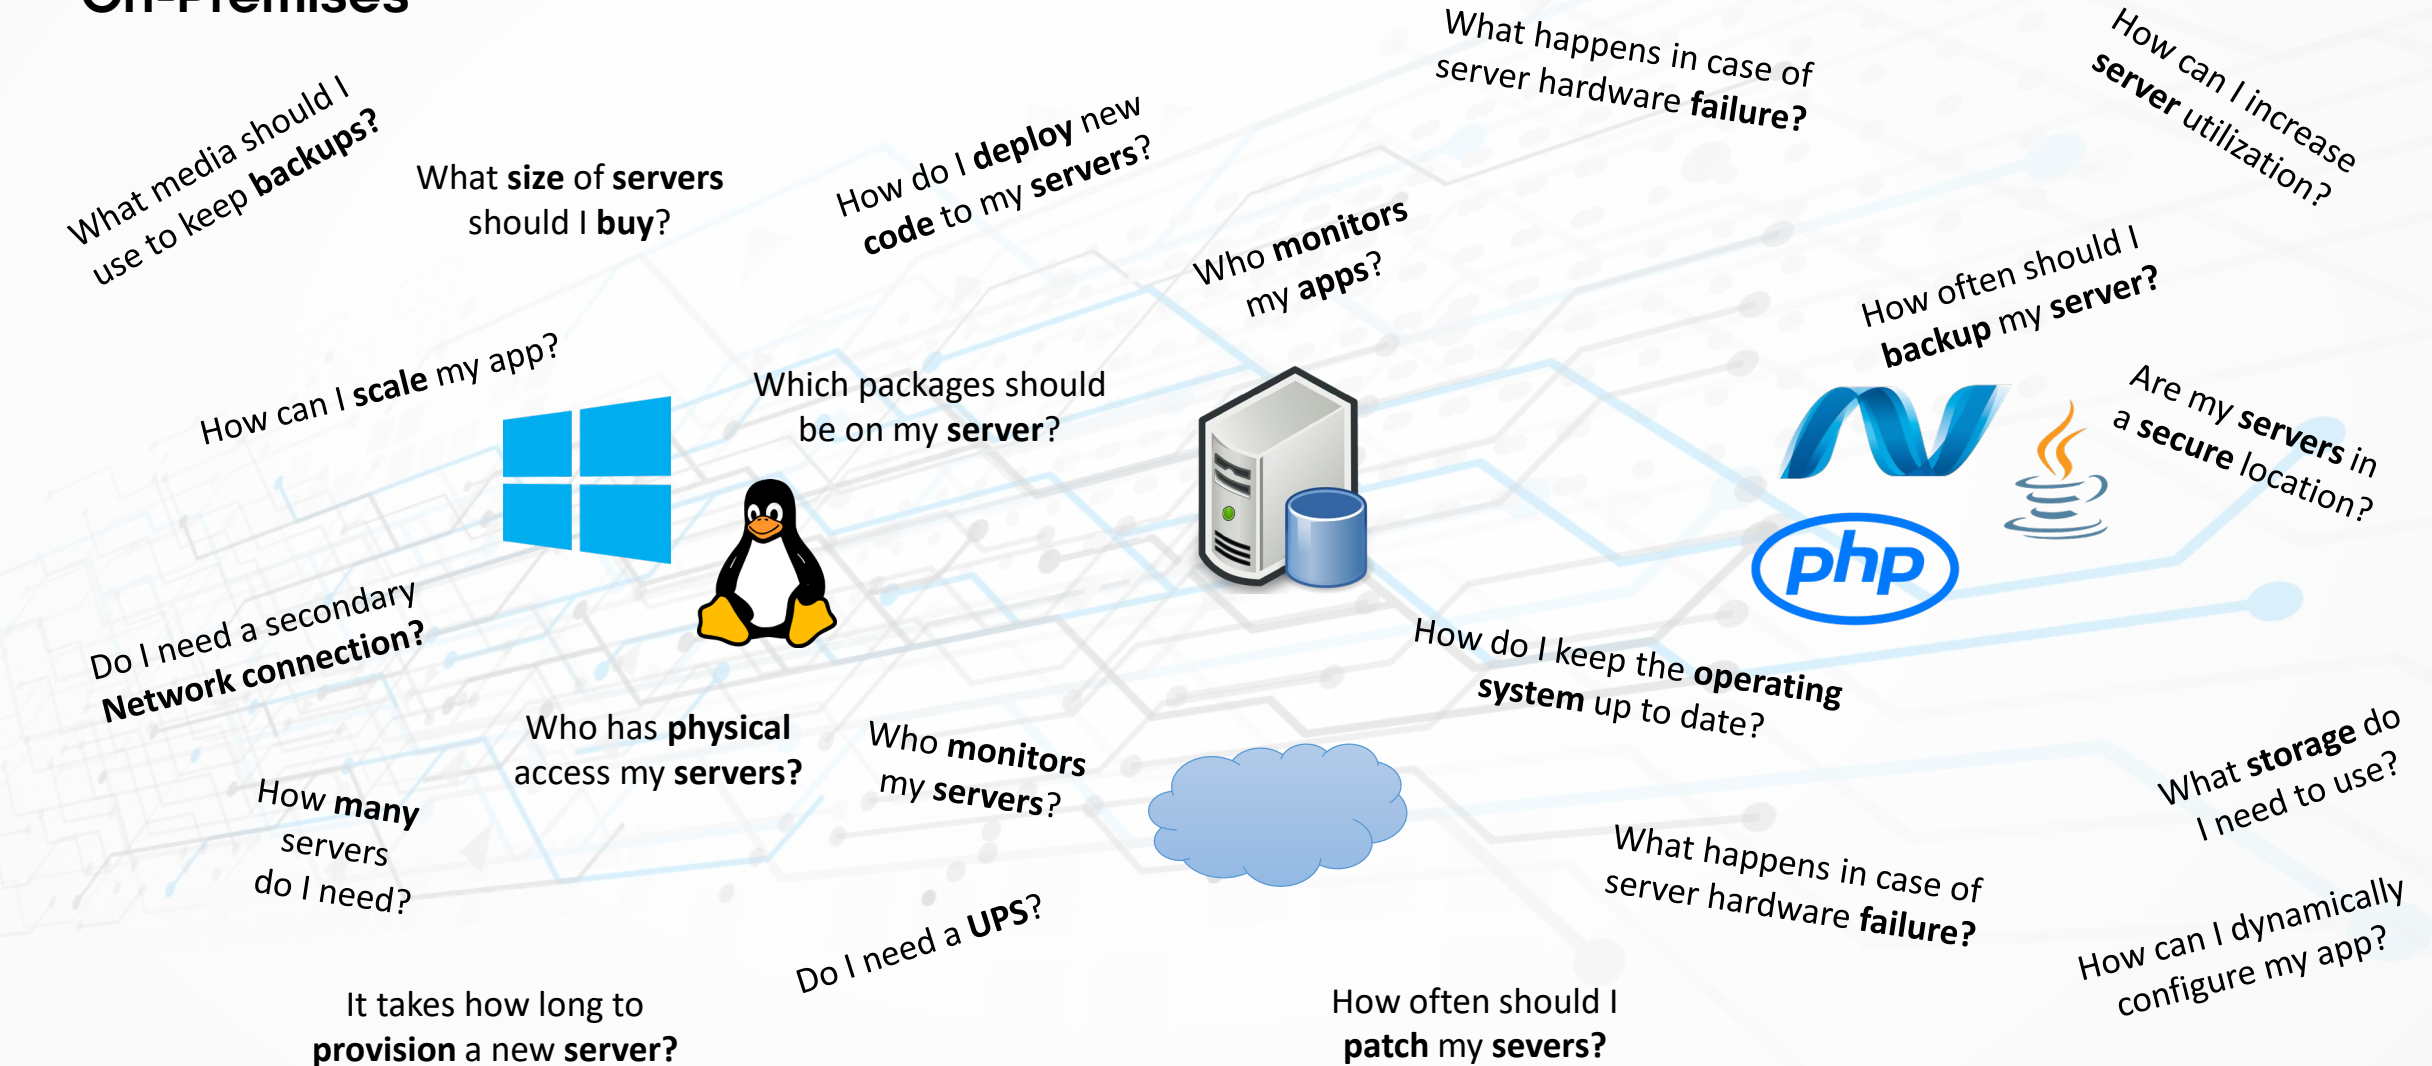 On-Premises
What media should I
use to keep backups?
What size of servers
should I buy?
How do I deploy new
code to my servers?
What happens in case of
server hardware failure?
How can I increase
server utilization?
Who monitors
my apps?
How often should I
backup my server?
How can I scale my app?
Which packages should
be on my server?
Are my servers in
a secure location?
php
Do I need a secondary
Network connection?
How do I keep the operating
system up to date?
Who has physical
access my servers?
Who monitors
my servers?
What storage do
I need to use?
How many
servers
do I need?
What happens in case of
server hardware failure?
Do I need a UPS?
How can I dynamically
configure my app?
It takes how long to
provision a new server?
How often should I
patch my severs?